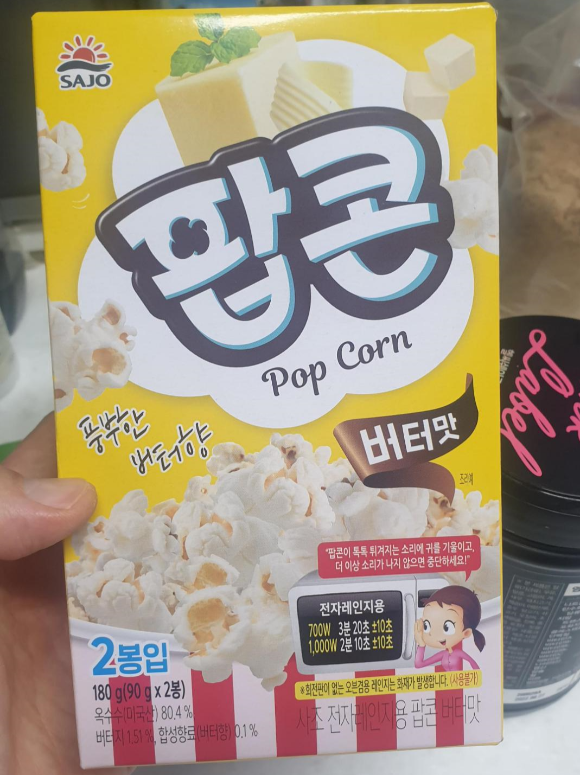 SAJO
팝콘
Pop Corn
풍부한
버터향
버터맛
조리예
"팝콘이 톡톡 튀겨지는 소리에 귀를 기울이고,
더 이상 소리가 나지 않으면 중단하세요!"
전자레인지용
700W 3분 20초 ±10초
1,000W 2분 10초 ±10초
2봉입
180 g(90 g x 2봉)
옥수수(미국산) 80.4 %
버터지 1.51 %, 합성향료(버터향) 0.1 %
※회전판이 없는 오븐겸용 레인지는 화재가 발생합니다. (사용불가)
사조 전자레인지용 팝콘 버터맛
Label